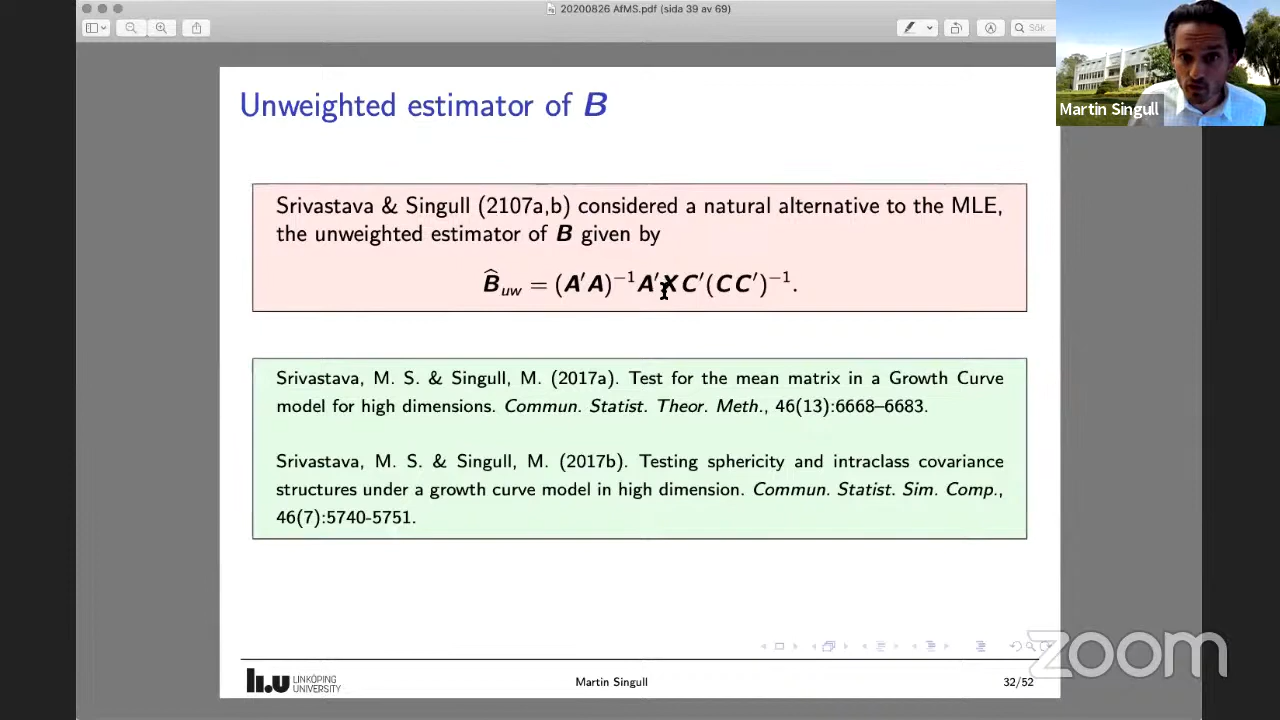 20200826 AfMS.pdf (sida 39 av 69)
Sök
Martin Singull
Unweighted estimator of B
Srivastava & Singull (2107a,b) considered a natural alternative to the MLE,
the unweighted estimator of B given by
B̂_uw = (A′A)⁻¹A′XC′(CC′)⁻¹.
Srivastava, M. S. & Singull, M. (2017a). Test for the mean matrix in a Growth Curve
model for high dimensions. Commun. Statist. Theor. Meth., 46(13):6668–6683.
Srivastava, M. S. & Singull, M. (2017b). Testing sphericity and intraclass covariance
structures under a growth curve model in high dimension. Commun. Statist. Sim. Comp.,
46(7):5740-5751.
zoom
LINKÖPING
UNIVERSITY
Martin Singull
32/52